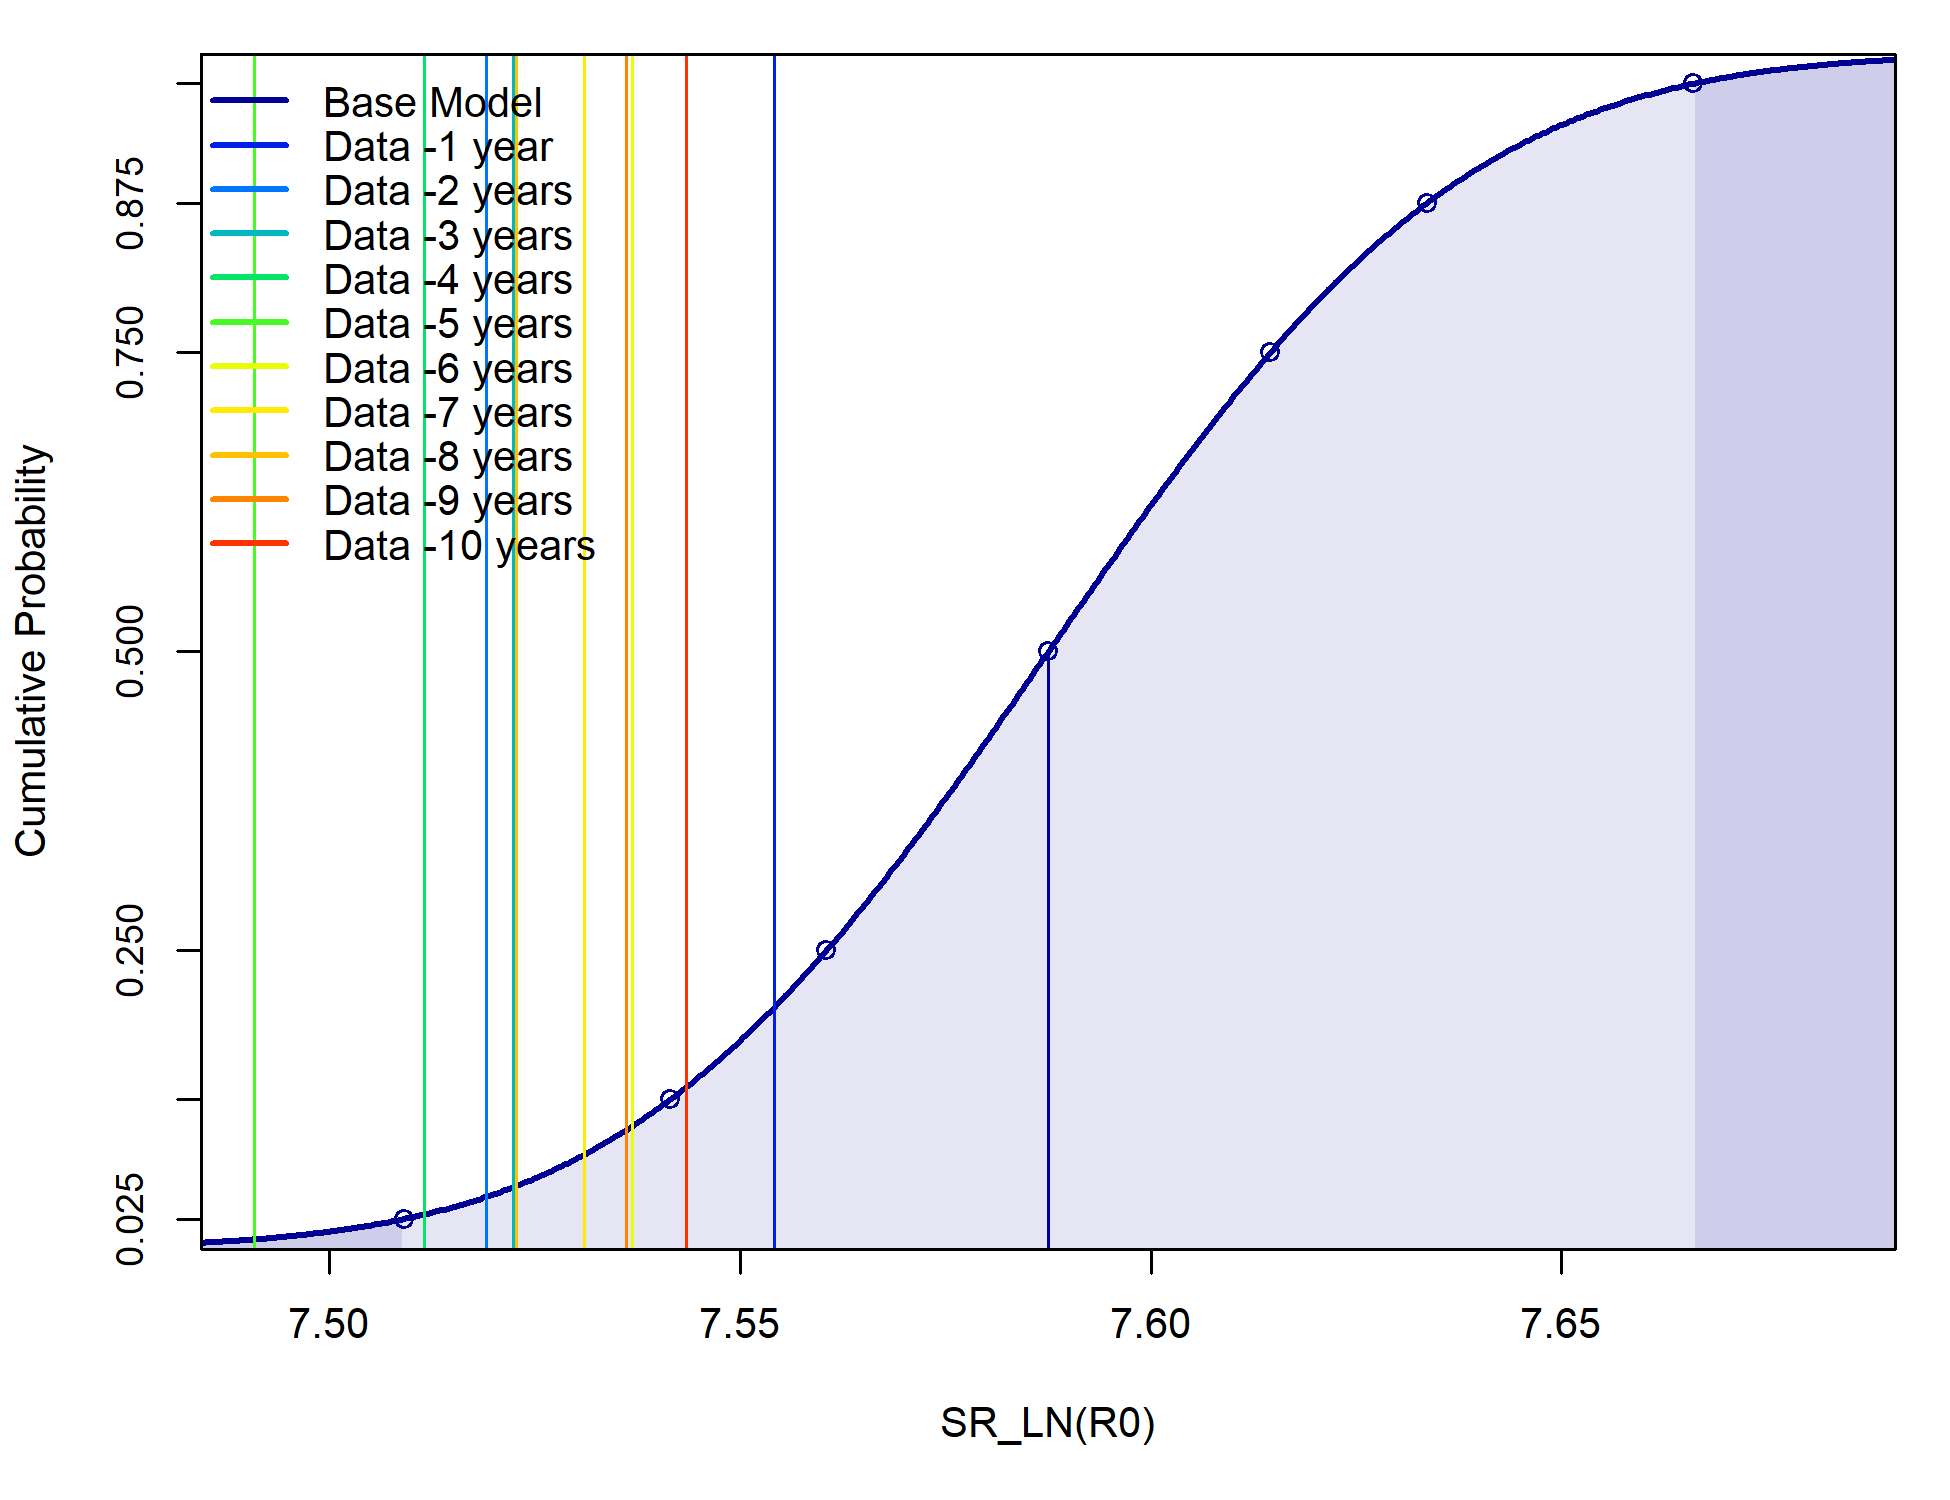 Base Model
Data -1 year
Data -2 years
Data -3 years
Data -4 years
Data -5 years
Data -6 years
Data -7 years
Data -8 years
Data -9 years
Data -10 years
Cumulative Probability
0.875
0.750
0.500
0.250
0.025
7.50 7.55 7.60 7.65
SR_LN(R0)